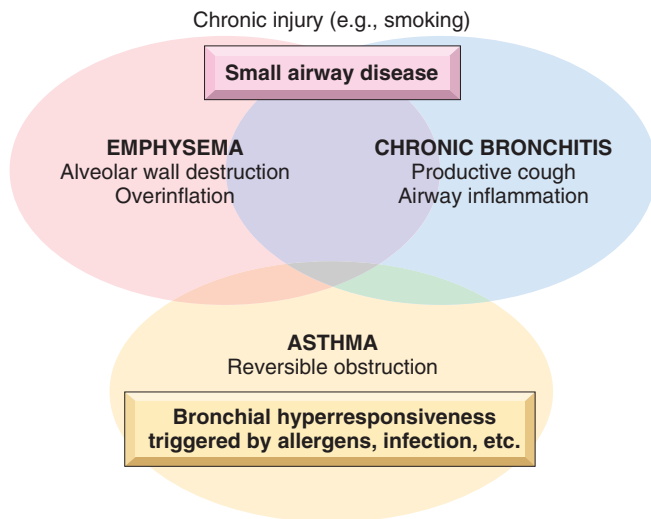 Chronic injury (e.g., smoking)
Small airway disease
EMPHYSEMA
Alveolar wall destruction
Overinflation
CHRONIC BRONCHITIS
Productive cough
Airway inflammation
ASTHMA
Reversible obstruction
Bronchial hyperresponsiveness
triggered by allergens, infection, etc.